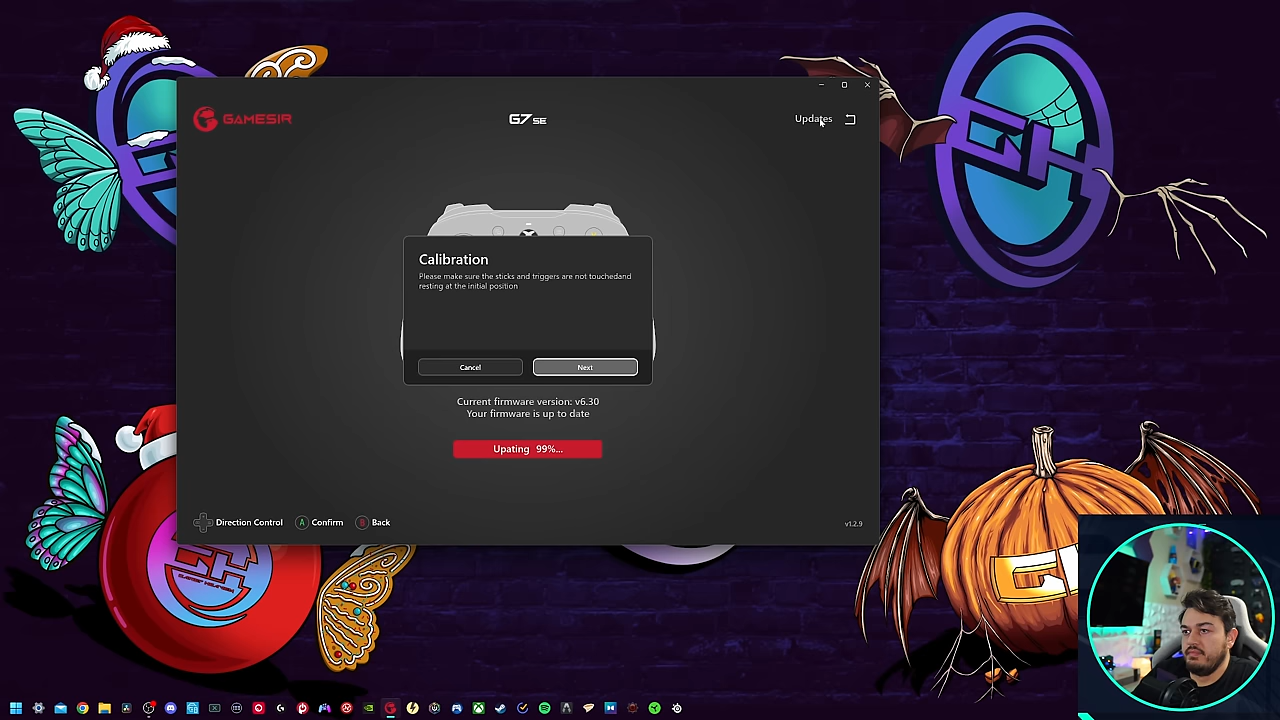 GAMESIR
G7 SE
Updates
Calibration
Please make sure the sticks and triggers are not touchedand
resting at the initial position
Cancel
Next
Current firmware version: v6.30
Your firmware is up to date
Upating 99%...
Direction Control
A Confirm
B Back
v1.2.9
GH